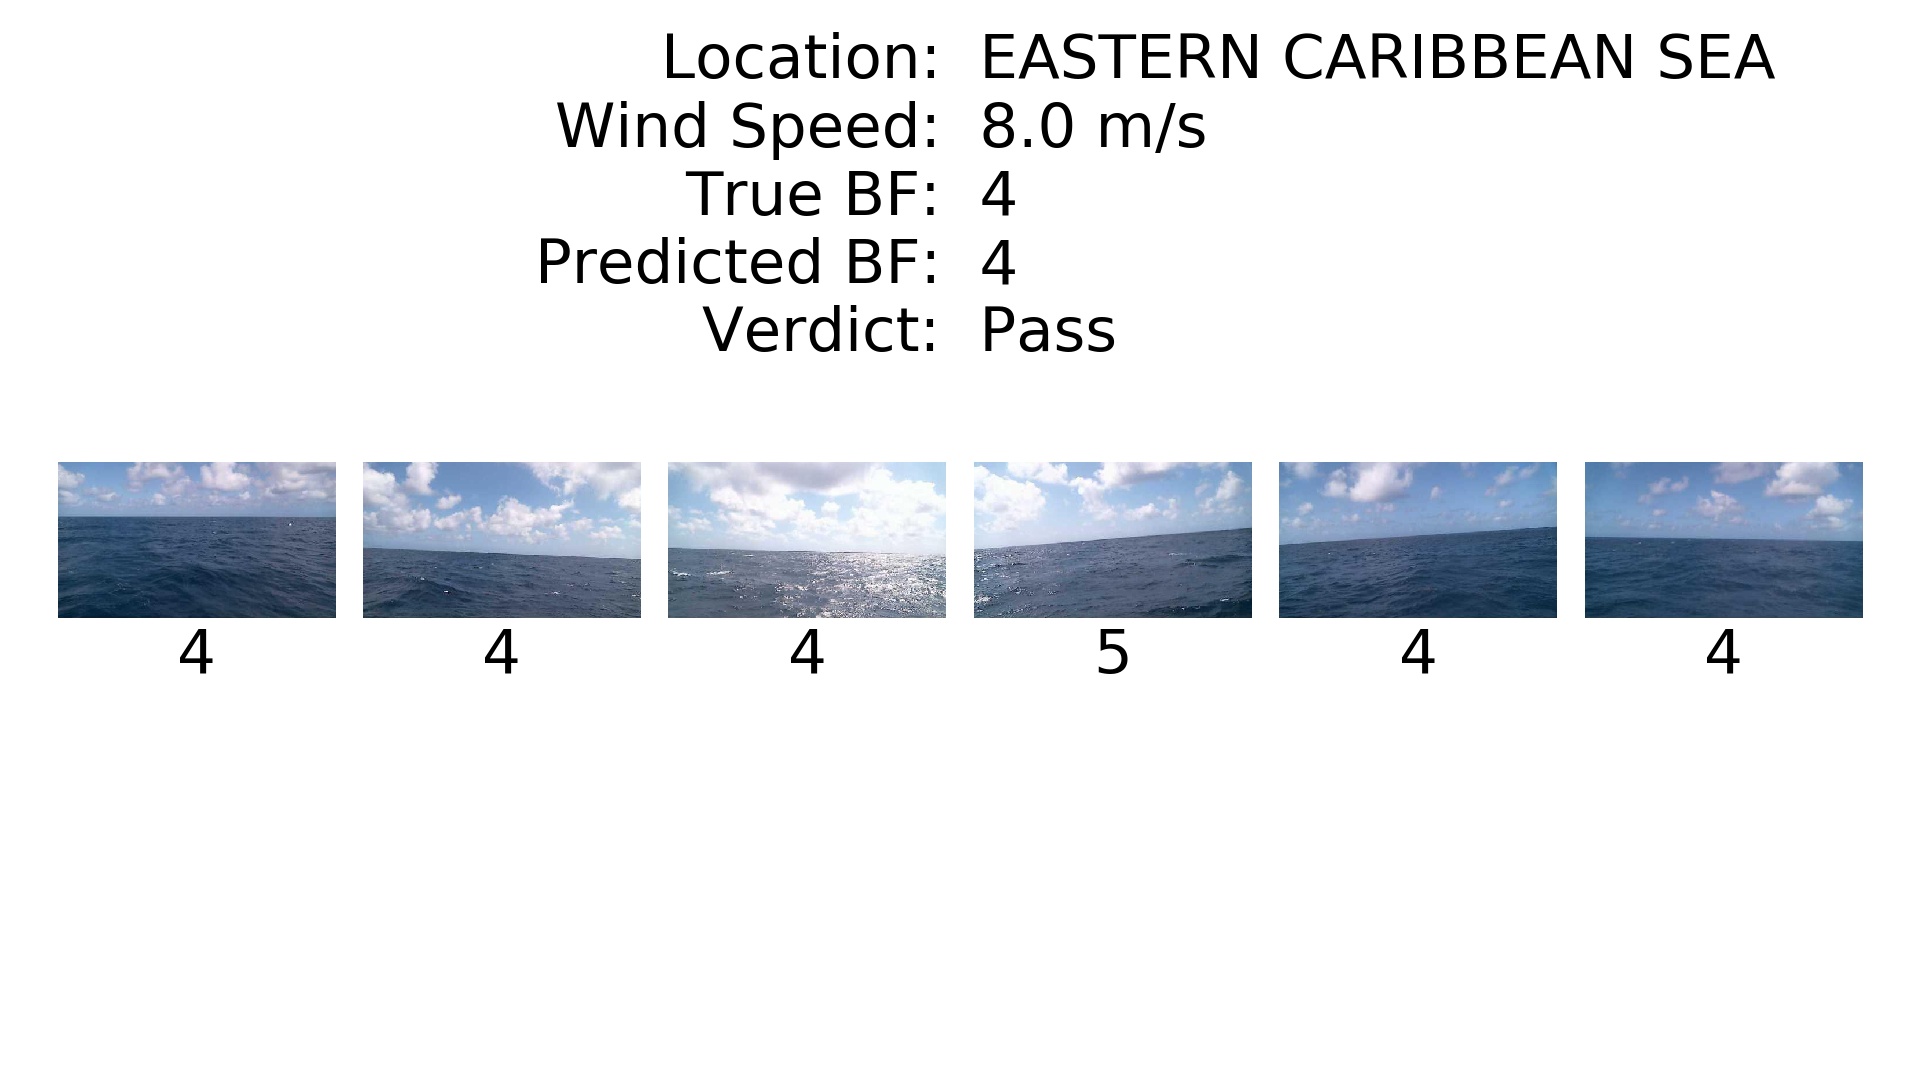 Location: EASTERN CARIBBEAN SEA
Wind Speed: 8.0 m/s
True BF: 4
Predicted BF: 4
Verdict: Pass
4 4 4 5 4 4